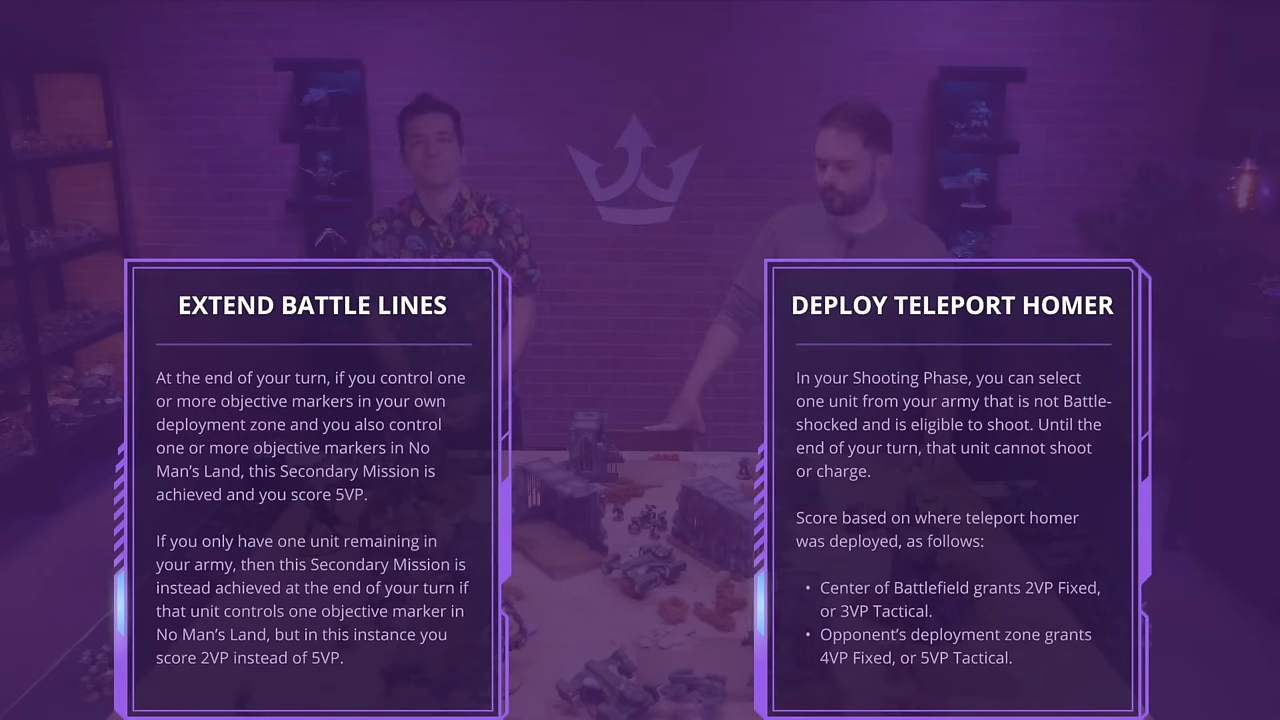 EXTEND BATTLE LINES
At the end of your turn, if you control one
or more objective markers in your own
deployment zone and you also control
one or more objective markers in No
Man’s Land, this Secondary Mission is
achieved and you score 5VP.
If you only have one unit remaining in
your army, then this Secondary Mission is
instead achieved at the end of your turn if
that unit controls one objective marker in
No Man’s Land, but in this instance you
score 2VP instead of 5VP.
DEPLOY TELEPORT HOMER
In your Shooting Phase, you can select
one unit from your army that is not Battle-
shocked and is eligible to shoot. Until the
end of your turn, that unit cannot shoot
or charge.
Score based on where teleport homer
was deployed, as follows:
• Center of Battlefield grants 2VP Fixed,
or 3VP Tactical.
• Opponent’s deployment zone grants
4VP Fixed, or 5VP Tactical.